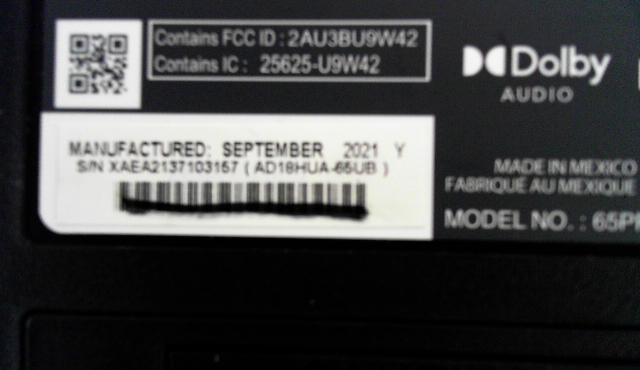 Contains FCC ID : 2AU3BU9W42
Contains IC : 25625-U9W42
Dolby
AUDIO
MANUFACTURED: SEPTEMBER 2021 Y
S/N XAEA2137103157 ( AD18HUA-65UB )
MADE IN MEXICO
FABRIQUÉ AU MEXIQUE
MODEL NO. : 65P